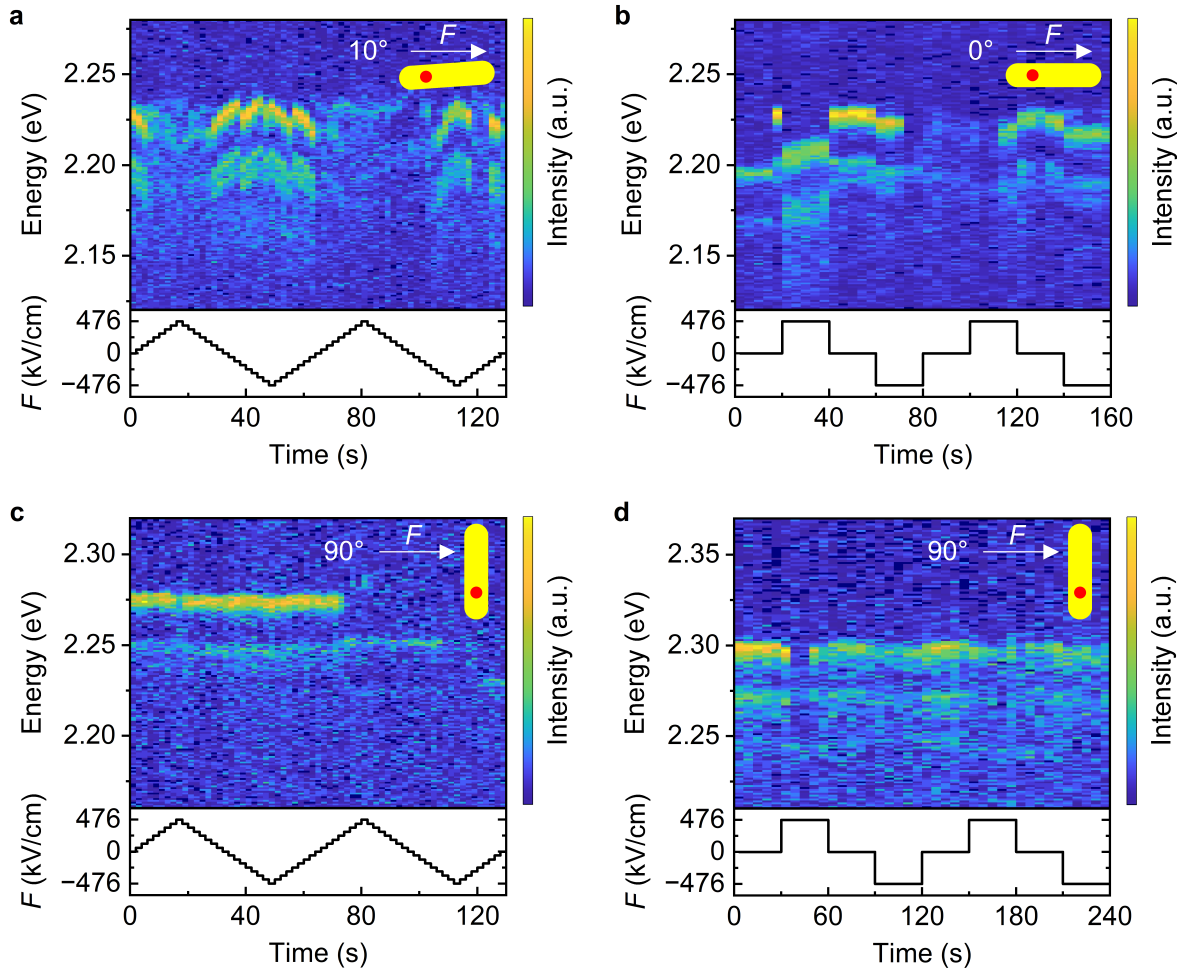 a
10° F
2.25
2.20
2.15
Energy (eV)
Intensity (a.u.)
476
0
−476
F (kV/cm)
0 40 80 120
Time (s)
b
0° F
2.25
2.20
2.15
Energy (eV)
Intensity (a.u.)
476
0
−476
F (kV/cm)
0 40 80 120 160
Time (s)
c
90° F
2.30
2.25
2.20
Energy (eV)
Intensity (a.u.)
476
0
−476
F (kV/cm)
0 40 80 120
Time (s)
d
90° F
2.35
2.30
2.25
Energy (eV)
Intensity (a.u.)
476
0
−476
F (kV/cm)
0 60 120 180 240
Time (s)